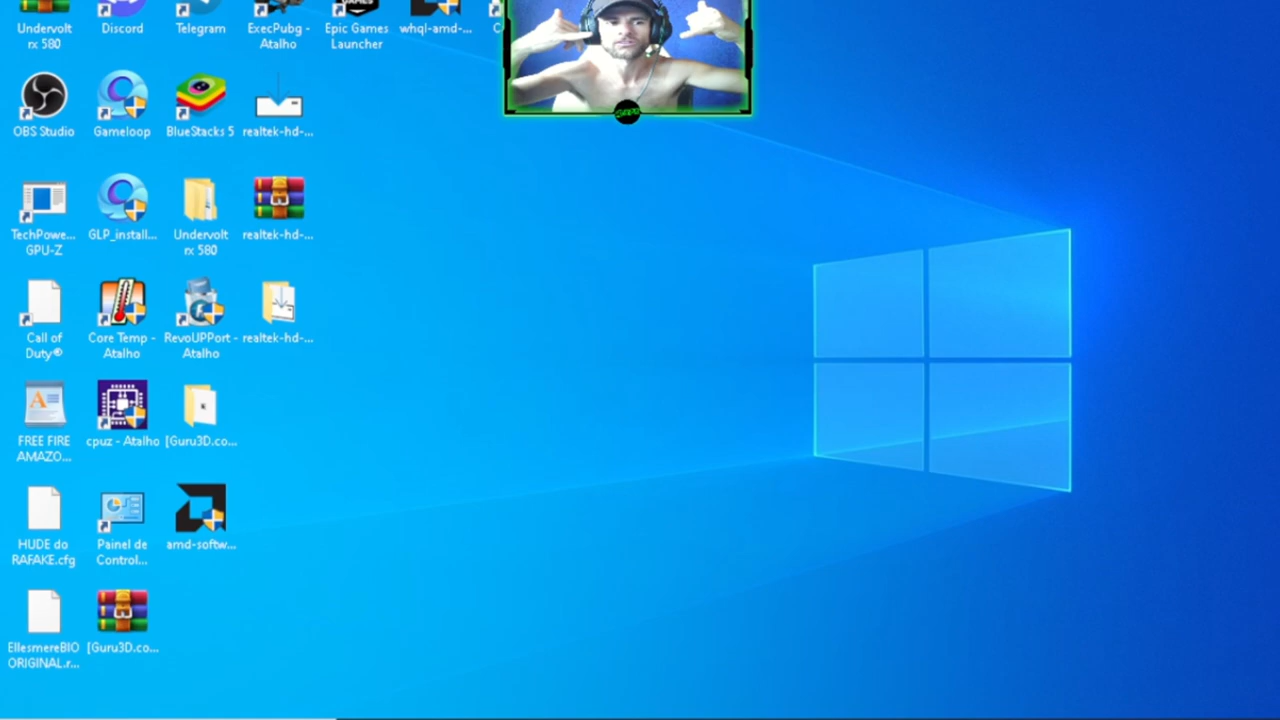 Undervolt
rx 580
Discord
Telegram
ExecPubg -
Atalho
GAMES
Epic Games
Launcher
whql-amd-...
OBS Studio
Gameloop
BlueStacks 5
realtek-hd-...
TechPowe...
GPU-Z
GLP_install...
Undervolt
rx 580
realtek-hd-...
Call of
Duty®
Core Temp -
Atalho
RevoUPPort -
Atalho
realtek-hd-...
FREE FIRE
AMAZO...
cpuz - Atalho
[Guru3D.co...
HUDE do
RAFAKE.cfg
Painel de
Control...
amd-softw...
EllesmereBIO
ORIGINAL.r...
[Guru3D.co...